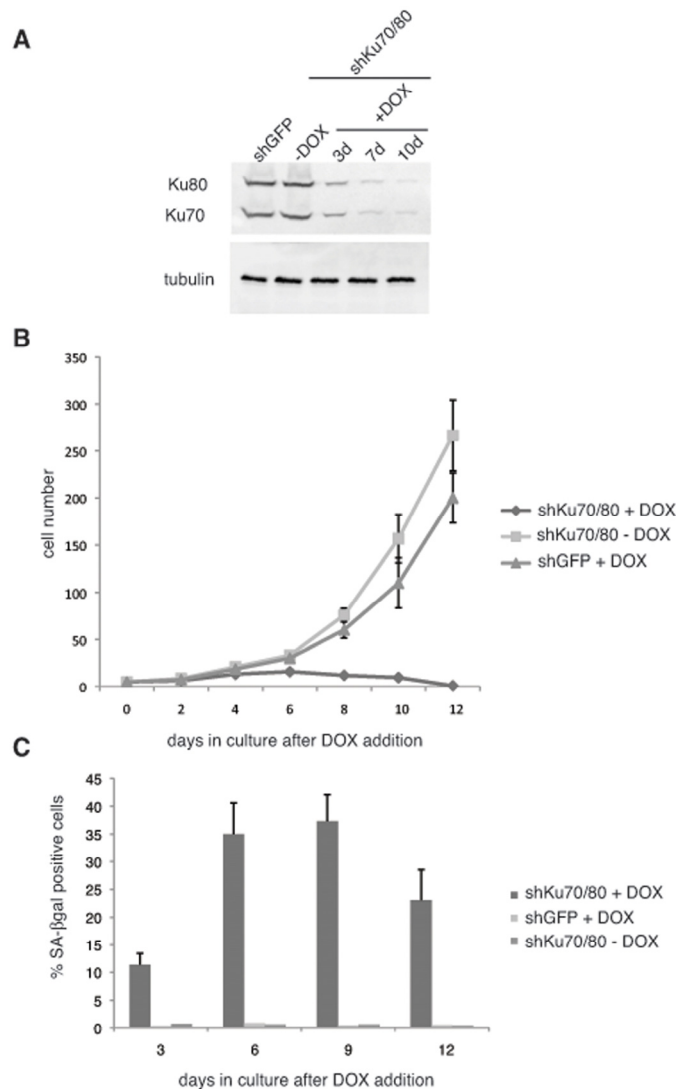 A
shKu70/80
+DOX
shGFP
-DOX
3d
7d
10d
Ku80
Ku70
tubulin
B
350
300
250
200
150
100
50
0
cell number
0 2 4 6 8 10 12
days in culture after DOX addition
shKu70/80 + DOX
shKu70/80 - DOX
shGFP + DOX
C
45
40
35
30
25
20
15
10
5
0
% SA-βgal positive cells
3 6 9 12
days in culture after DOX addition
shKu70/80 + DOX
shGFP + DOX
shKu70/80 - DOX